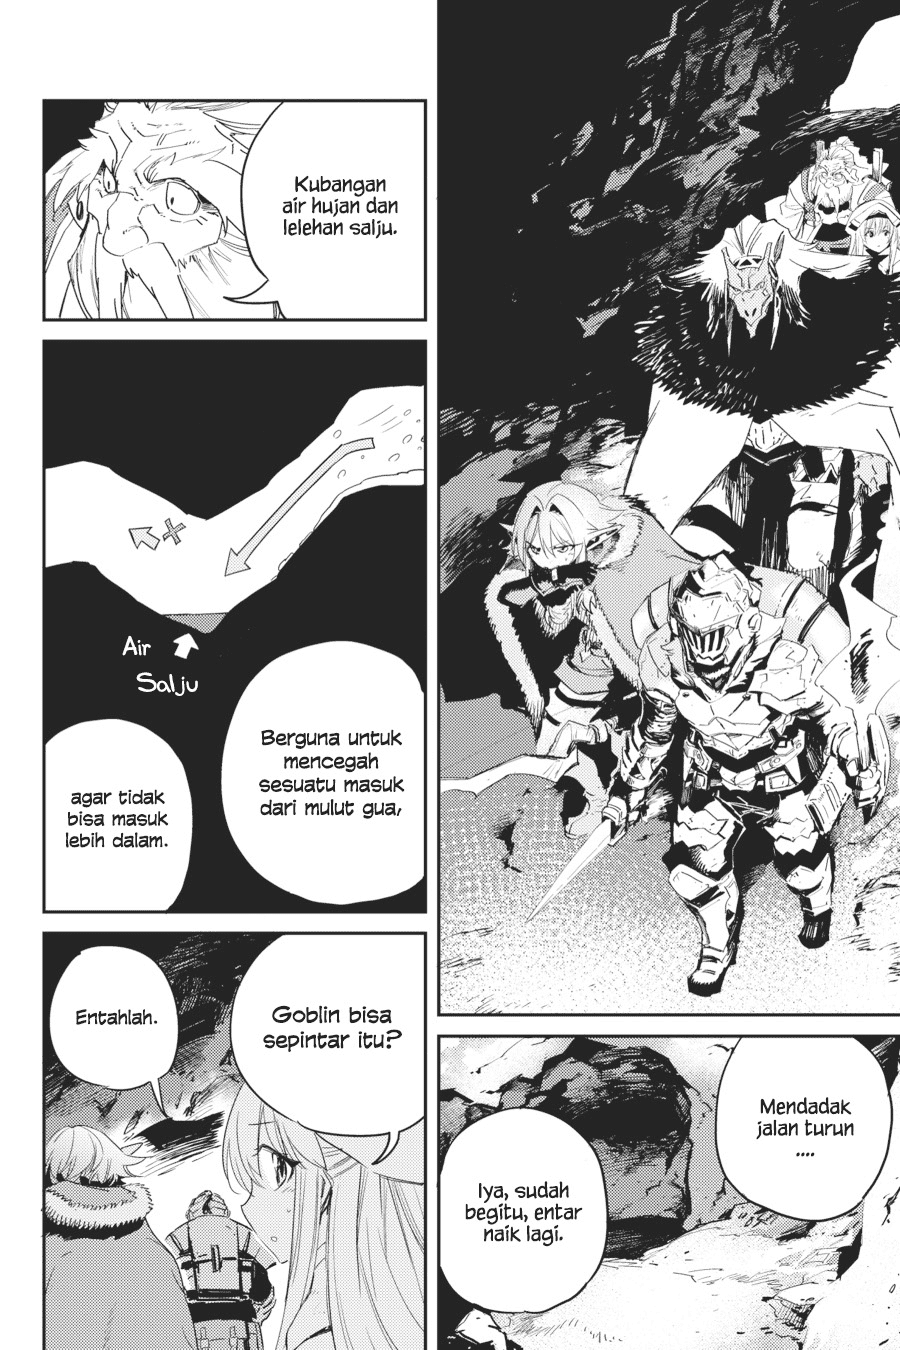 Mendadak
jalan turun
....
Iya, sudah
begitu, entar
naik lagi.
Kubangan
air hujan dan
lelehan salju.
Air
Salju
Berguna untuk
mencegah
sesuatu masuk
dari mulut gua,
agar tidak
bisa masuk
lebih dalam.
Goblin bisa
sepintar itu?
Entahlah.